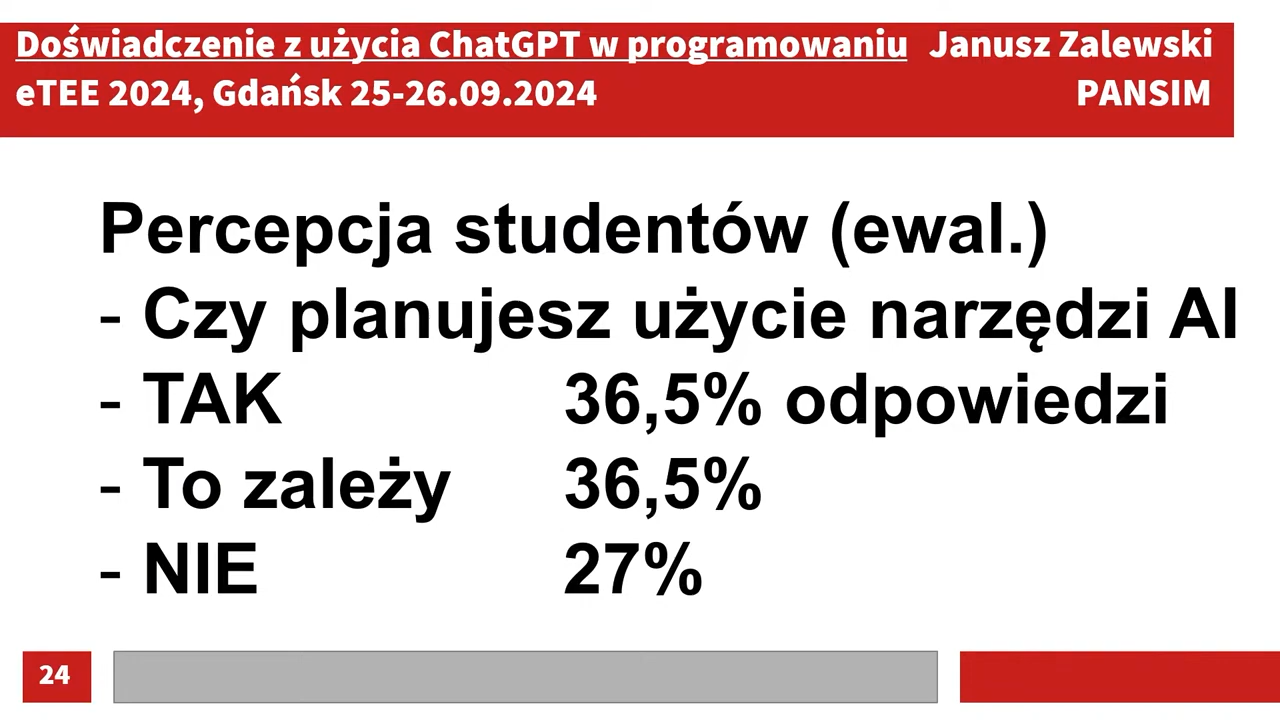 Doświadczenie z użycia ChatGPT w programowaniu Janusz Zalewski
eTEE 2024, Gdańsk 25-26.09.2024 PANSIM
Percepcja studentów (ewal.)
- Czy planujesz użycie narzędzi AI
- TAK 36,5% odpowiedzi
- To zależy 36,5%
- NIE 27%
24